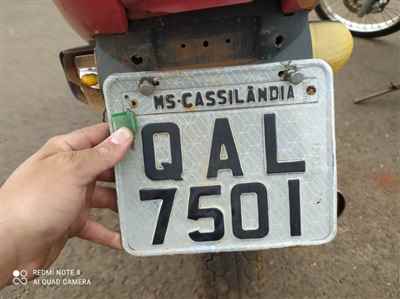 MS-CASSILÂNDIA
QAL
7501
REDMI NOTE 8
AI QUAD CAMERA